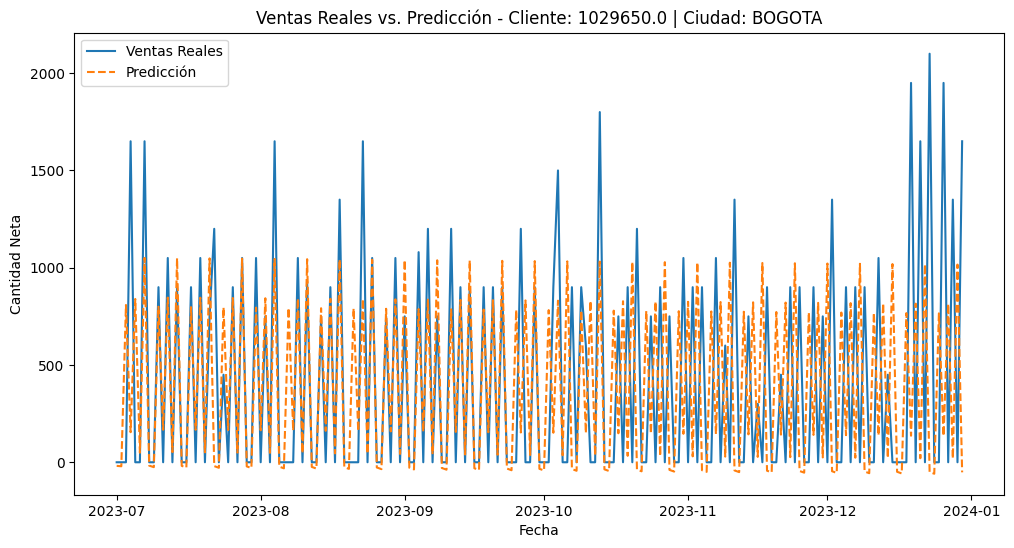 Ventas Reales vs. Predicción - Cliente: 1029650.0 | Ciudad: BOGOTA
Ventas Reales
Predicción
2000
1500
1000
500
0
Cantidad Neta
2023-07
2023-08
2023-09
2023-10
2023-11
2023-12
2024-01
Fecha